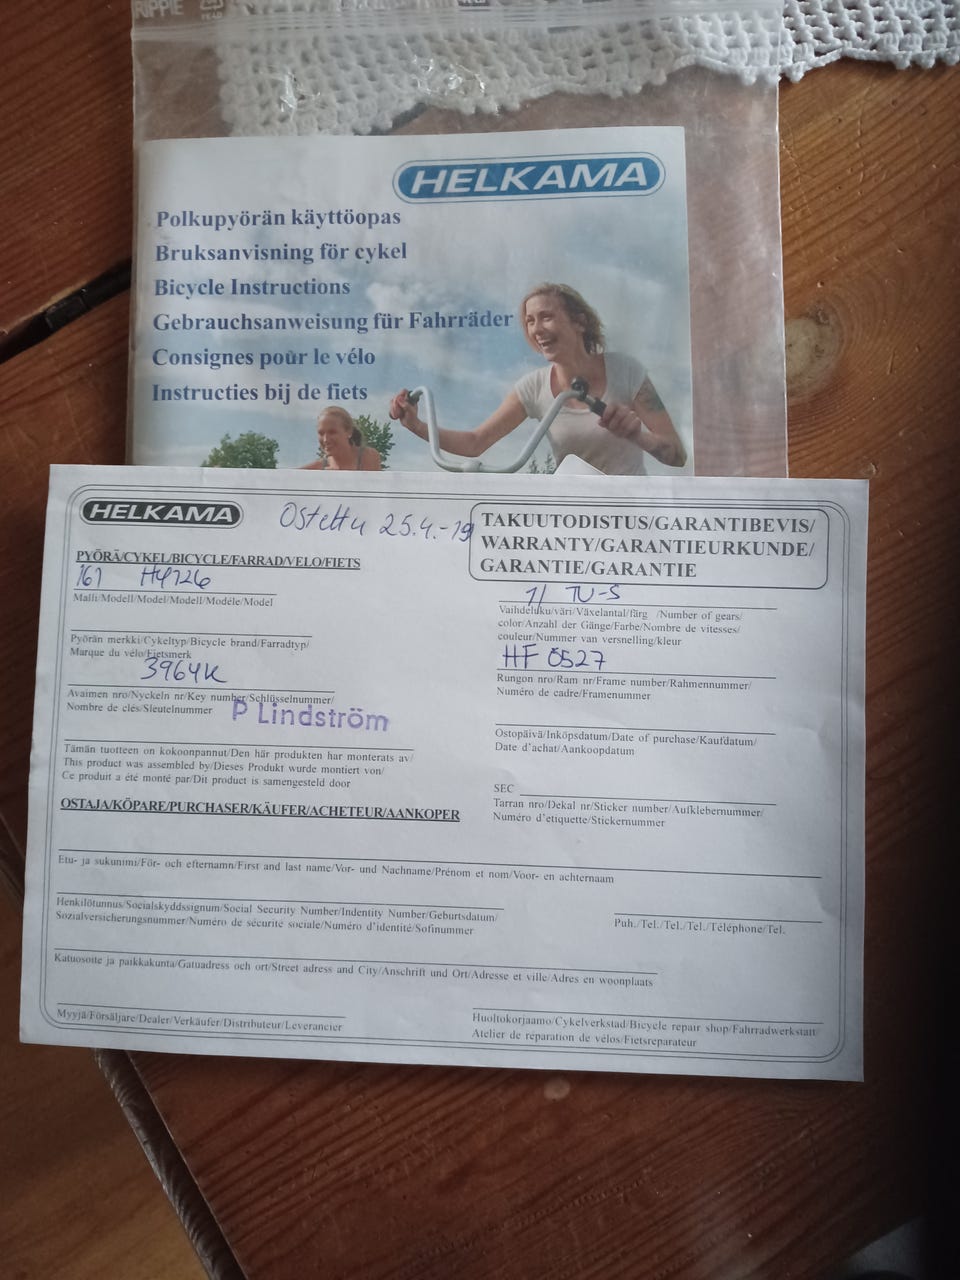 RIPPIE
HELKAMA
Polkupyörän käyttöopas
Bruksanvisning för cykel
Bicycle Instructions
Gebrauchsanweisung für Fahrräder
Consignes pour le vélo
Instructies bij de fiets
HELKAMA
Ostettu 25.4.-19
TAKUUTODISTUS/GARANTIBEVIS/
WARRANTY/GARANTIEURKUNDE/
GARANTIE/GARANTIE
PYÖRÄ/CYKEL/BICYCLE/FARRAD/VELO/FIETS
161 H4726
Malli/Modell/Model/Modell/Modéle/Model
Pyörän merkki/Cykeltyp/Bicycle brand/Farradtyp/
Marque du vélo/Fietsmerk
3964K
Avaimen nro/Nyckeln nr/Key number/Schlüsselnummer/
Nombre de clés/Sleutelnummer
P Lindström
Tämän tuotteen on kokoonpannut/Den här produkten har monterats av/
This product was assembled by/Dieses Produkt wurde montiert von/
Ce produit a été monté par/Dit product is samengesteld door
7/ TU-S
Vaihdeluku/väri/Växelantal/färg /Number of gears/
color/Anzahl der Gänge/Farbe/Nombre de vitesses/
couleur/Nummer van versnelling/kleur
HF 0527
Rungon nro/Ram nr/Frame number/Rahmennummer/
Numéro de cadre/Framenummer
Ostopäivä/Inköpsdatum/Date of purchase/Kaufdatum/
Date d'achat/Aankoopdatum
SEC
Tarran nro/Dekal nr/Sticker number/Aufklebernummer/
Numéro d'etiquette/Stickernummer
OSTAJA/KÖPARE/PURCHASER/KÄUFER/ACHETEUR/AANKOPER
Etu- ja sukunimi/För- och efternamn/First and last name/Vor- und Nachname/Prénom et nom/Voor- en achternaam
Henkilötunnus/Socialskyddssignum/Social Security Number/Indentity Number/Geburtsdatum/
Sozialversicherungsnummer/Numéro de sécurité sociale/Numéro d'identité/Sofinummer
Puh./Tel./Tel./Tel./Téléphone/Tel.
Katuosoite ja paikkakunta/Gatuadress och ort/Street adress and City/Anschrift und Ort/Adresse et ville/Adres en woonplaats
Myyjä/Försäljare/Dealer/Verkäufer/Distributeur/Leverancier
Huoltokorjaamo/Cykelverkstad/Bicycle repair shop/Fahrradwerkstatt/
Atelier de réparation de vélos/Fietsreparateur